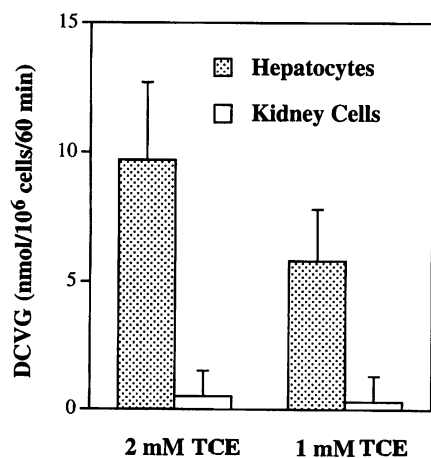 15
10
5
0
DCVG (nmol/10⁶ cells/60 min)
Hepatocytes
Kidney Cells
2 mM TCE
1 mM TCE